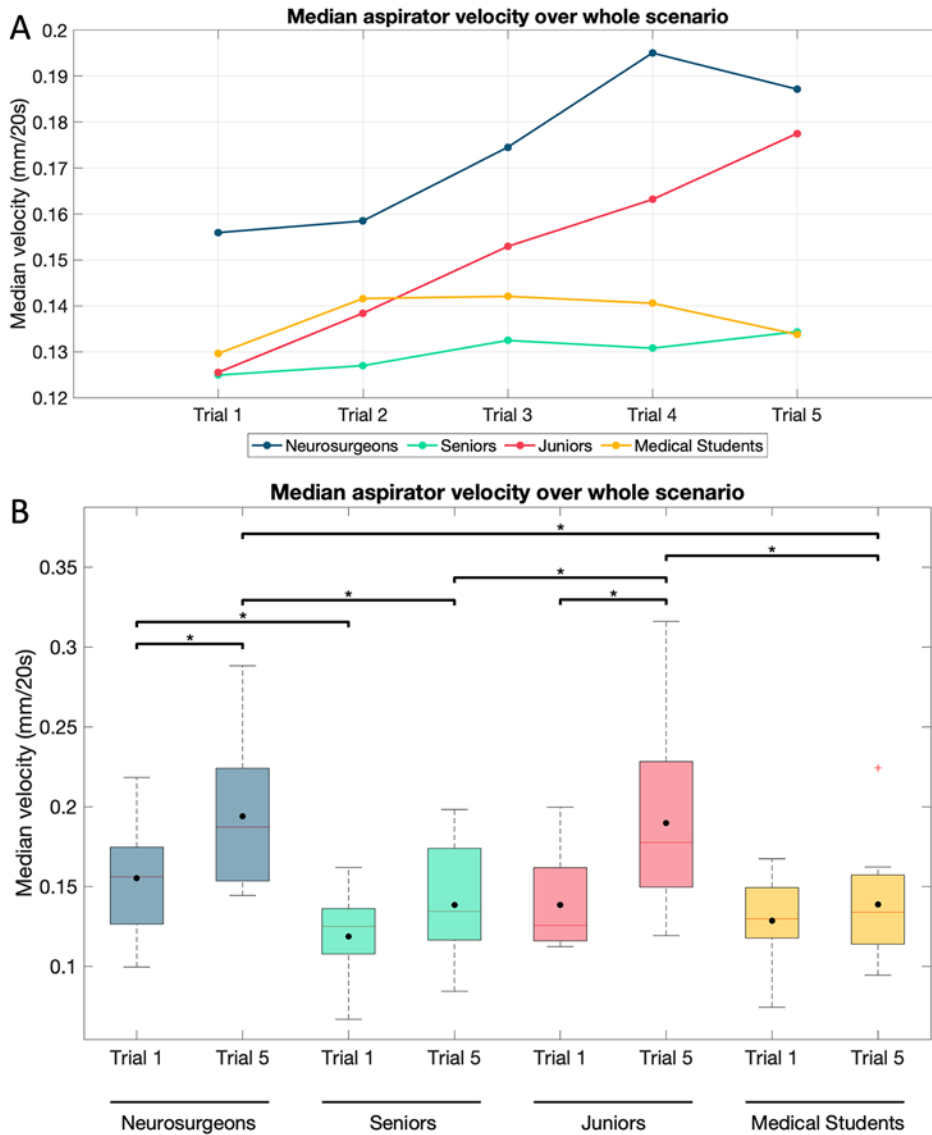 A
Median aspirator velocity over whole scenario
Median velocity (mm/20s)
0.2
0.19
0.18
0.17
0.16
0.15
0.14
0.13
0.12
Trial 1 Trial 2 Trial 3 Trial 4 Trial 5
Neurosurgeons Seniors Juniors Medical Students
B
Median aspirator velocity over whole scenario
Median velocity (mm/20s)
0.35
0.3
0.25
0.2
0.15
0.1
*
*
*
*
*
*
*
Trial 1 Trial 5 Trial 1 Trial 5 Trial 1 Trial 5 Trial 1 Trial 5
Neurosurgeons Seniors Juniors Medical Students